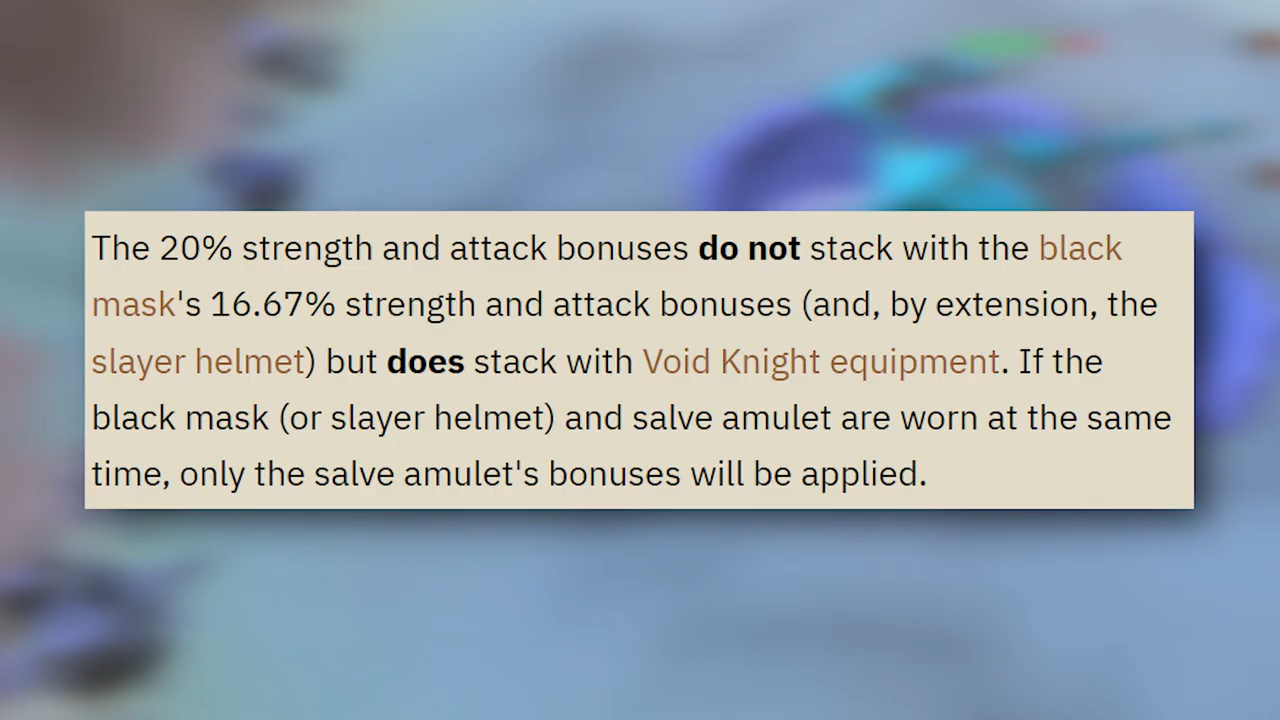 The 20% strength and attack bonuses do not stack with the black
mask's 16.67% strength and attack bonuses (and, by extension, the
slayer helmet) but does stack with Void Knight equipment. If the
black mask (or slayer helmet) and salve amulet are worn at the same
time, only the salve amulet's bonuses will be applied.